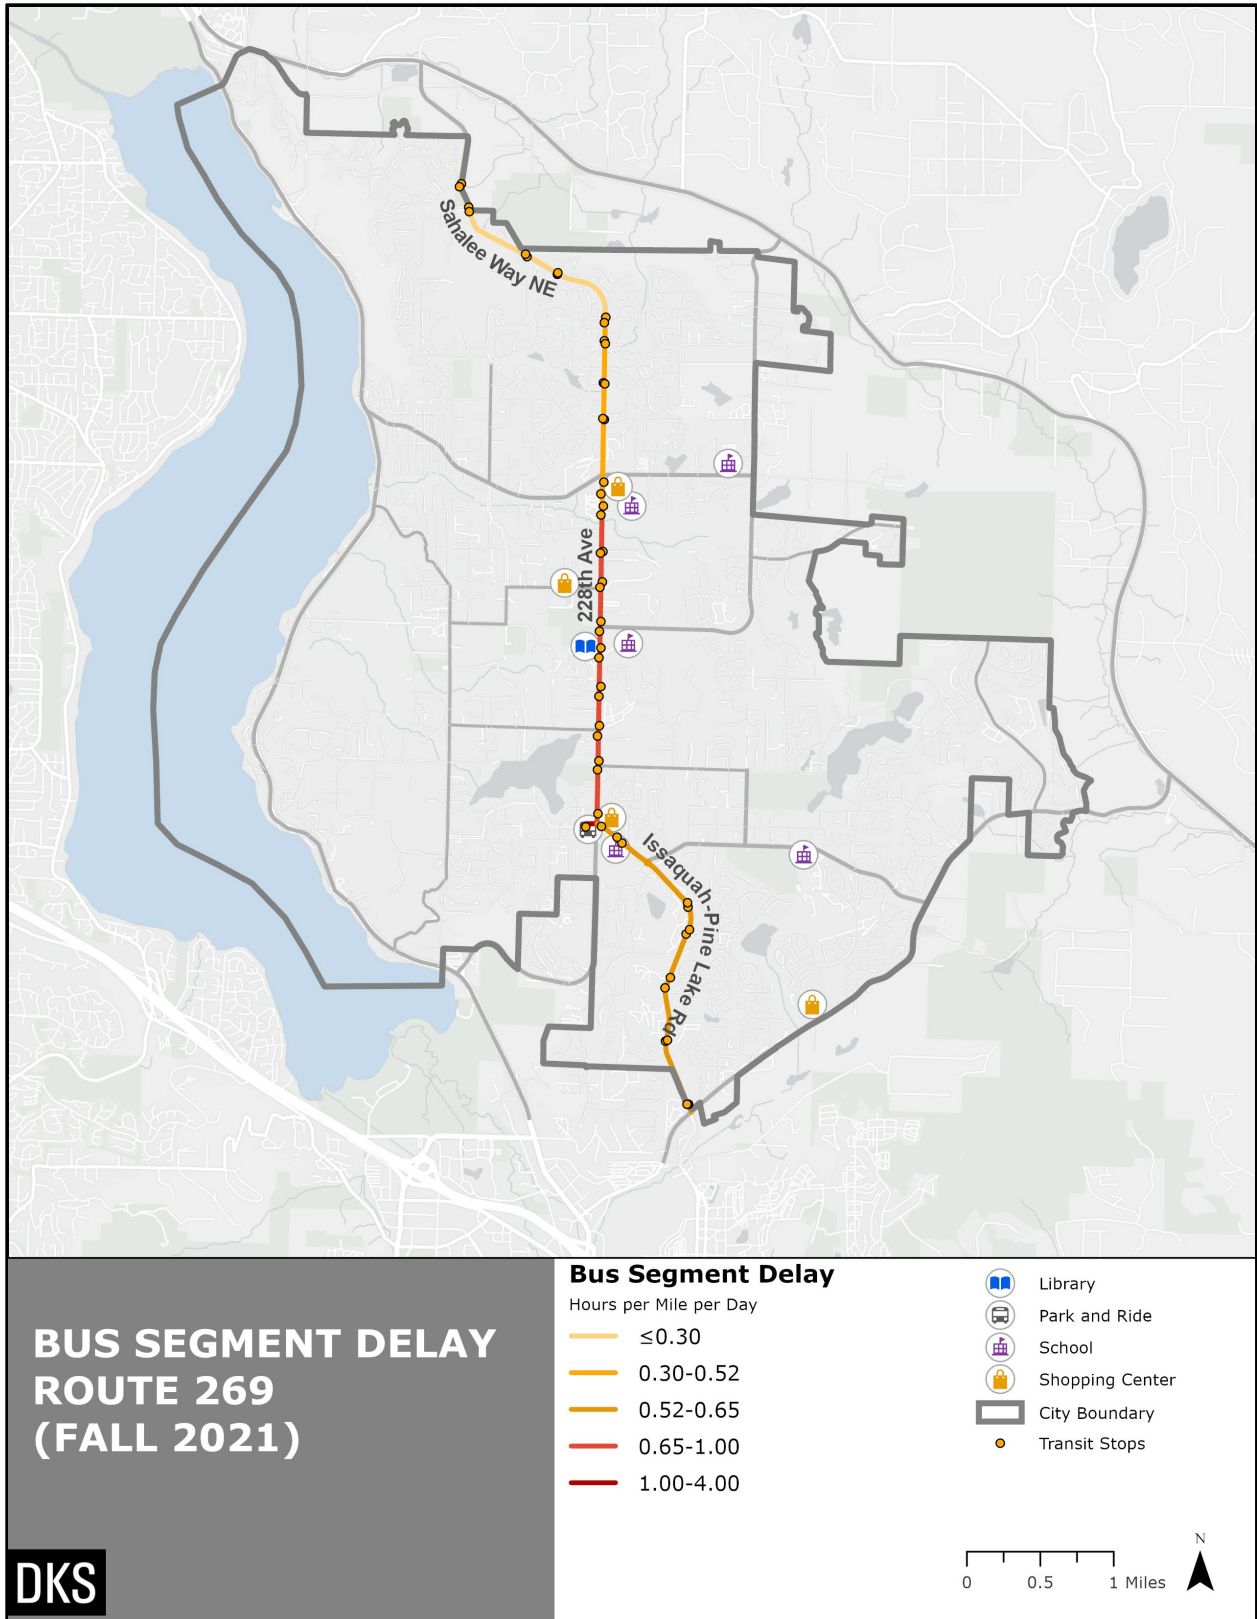 Sahalee Way NE
228th Ave
Issaquah-Pine Lake Rd
BUS SEGMENT DELAY
ROUTE 269
(FALL 2021)
DKS
Bus Segment Delay
Hours per Mile per Day
≤0.30
0.30-0.52
0.52-0.65
0.65-1.00
1.00-4.00
Library
Park and Ride
School
Shopping Center
City Boundary
Transit Stops
N
0 0.5 1 Miles